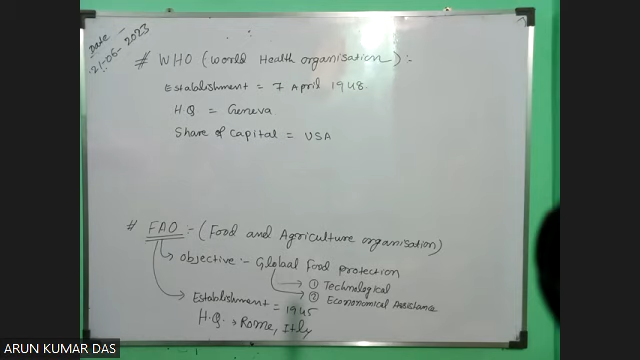 Date -
21-06-2023
# WHO (World Health organisation) :-
Establishment = 7 April 1948.
H.Q = Geneva
Share of Capital = USA
# FAO :- (Food and Agriculture organisation)
objective :- Global Food protection
① Technological
② Economical Assistance
Establishment = 1945
H.Q. → Rome, Itly
ARUN KUMAR DAS